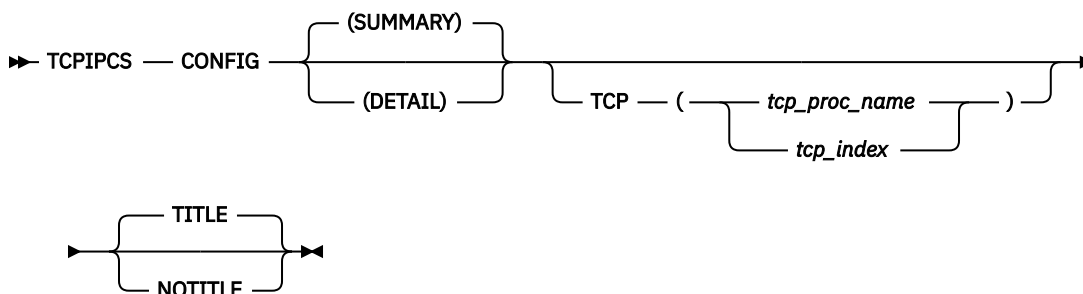 (SUMMARY)
TCPIPCS CONFIG
(DETAIL) TCP ( tcp_proc_name )
tcp_index
TITLE
NOTITLE